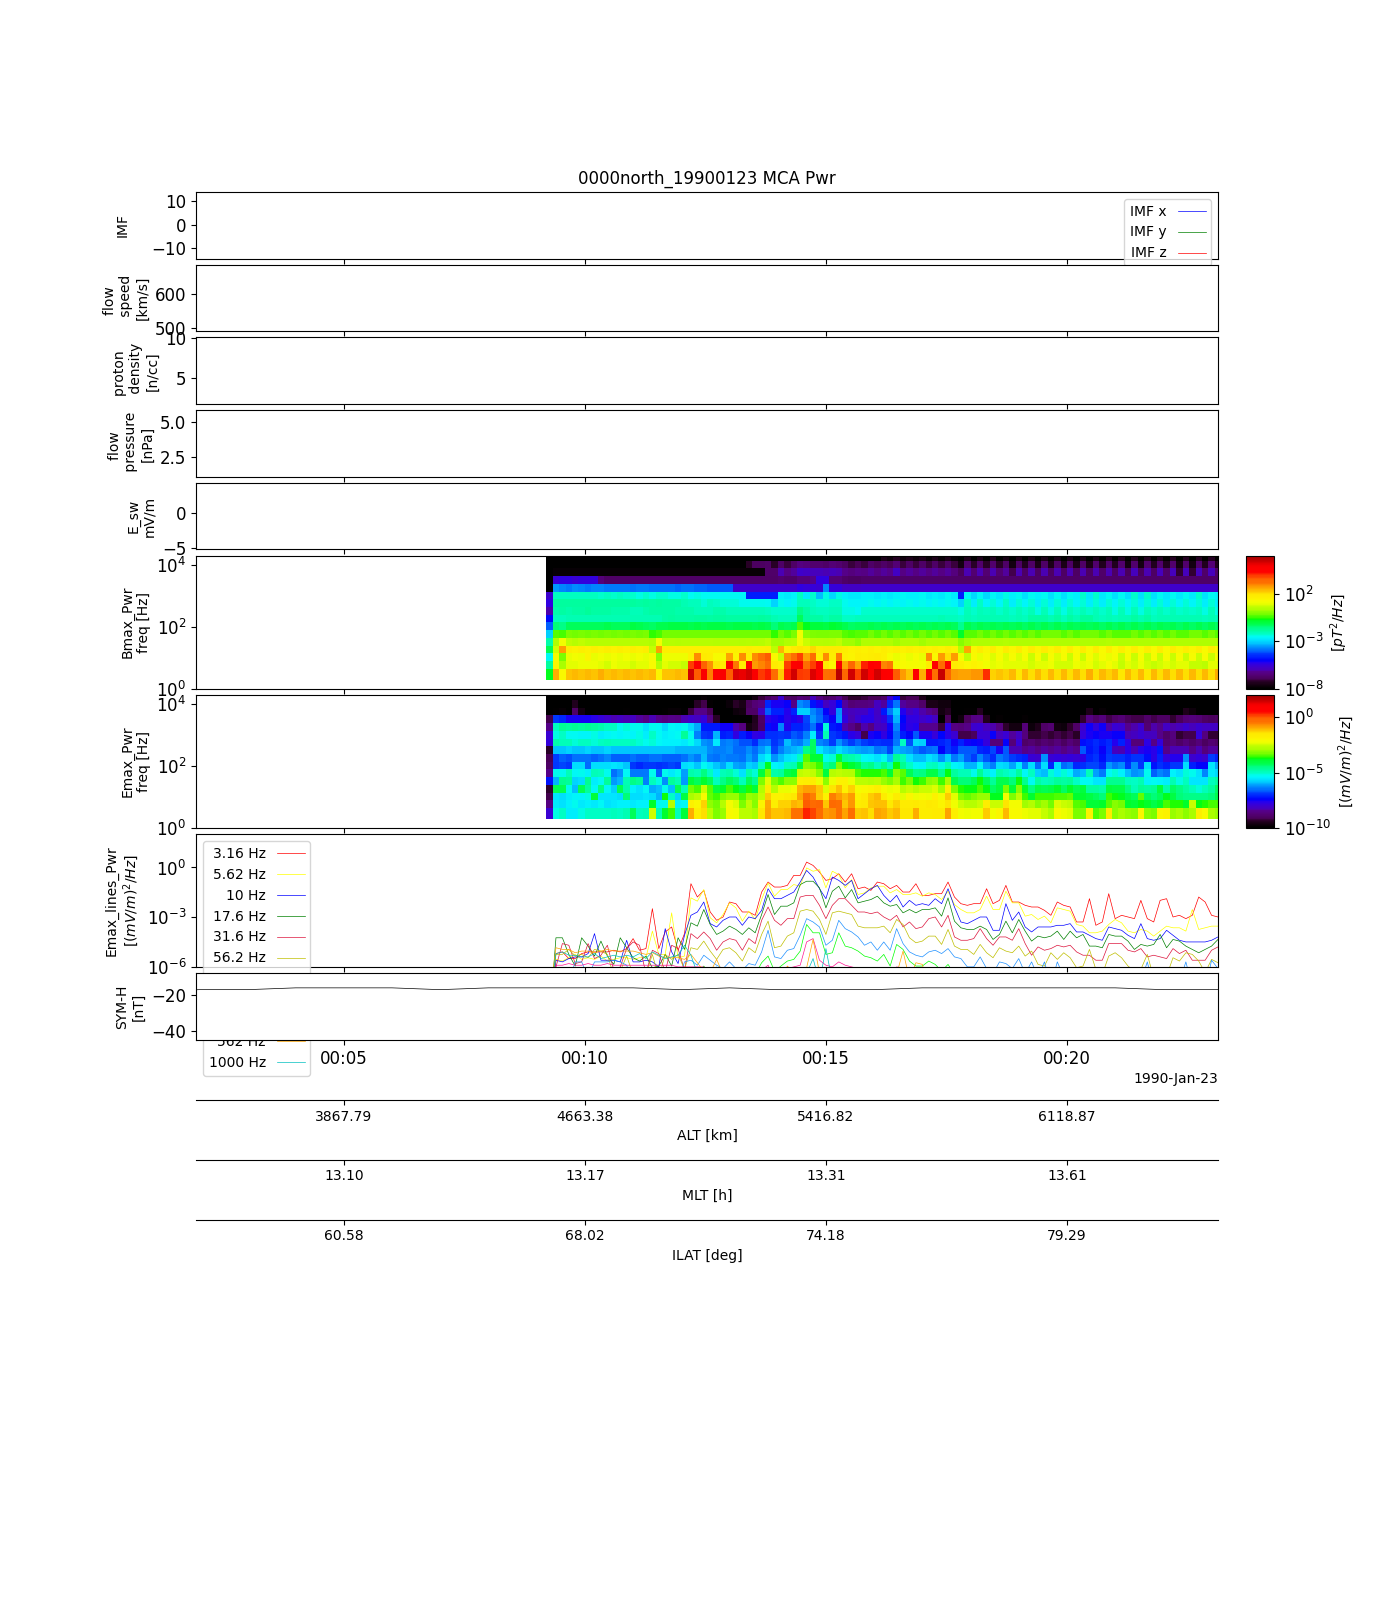 0000north_19900123 MCA Pwr
10
0
−10
IMF
IMF x
IMF y
IMF z
flow
speed
[km/s]
600
500
proton
density
[n/cc]
10
5
flow
pressure
[nPa]
5.0
2.5
E_sw
mV/m
0
−5
Bmax_Pwr
freq [Hz]
10^4
10^2
10^0
10^2
10^−3
10^−8
[pT^2/Hz]
Emax_Pwr
freq [Hz]
10^4
10^2
10^0
10^0
10^−5
10^−10
[(mV/m)^2/Hz]
Emax_lines_Pwr
[(mV/m)^2/Hz]
10^0
10^−3
10^−6
3.16 Hz
5.62 Hz
10 Hz
17.6 Hz
31.6 Hz
56.2 Hz
SYM-H
[nT]
−20
−40
562 Hz
1000 Hz
00:05
00:10
00:15
00:20
1990-Jan-23
3867.79
4663.38
5416.82
6118.87
ALT [km]
13.10
13.17
13.31
13.61
MLT [h]
60.58
68.02
74.18
79.29
ILAT [deg]